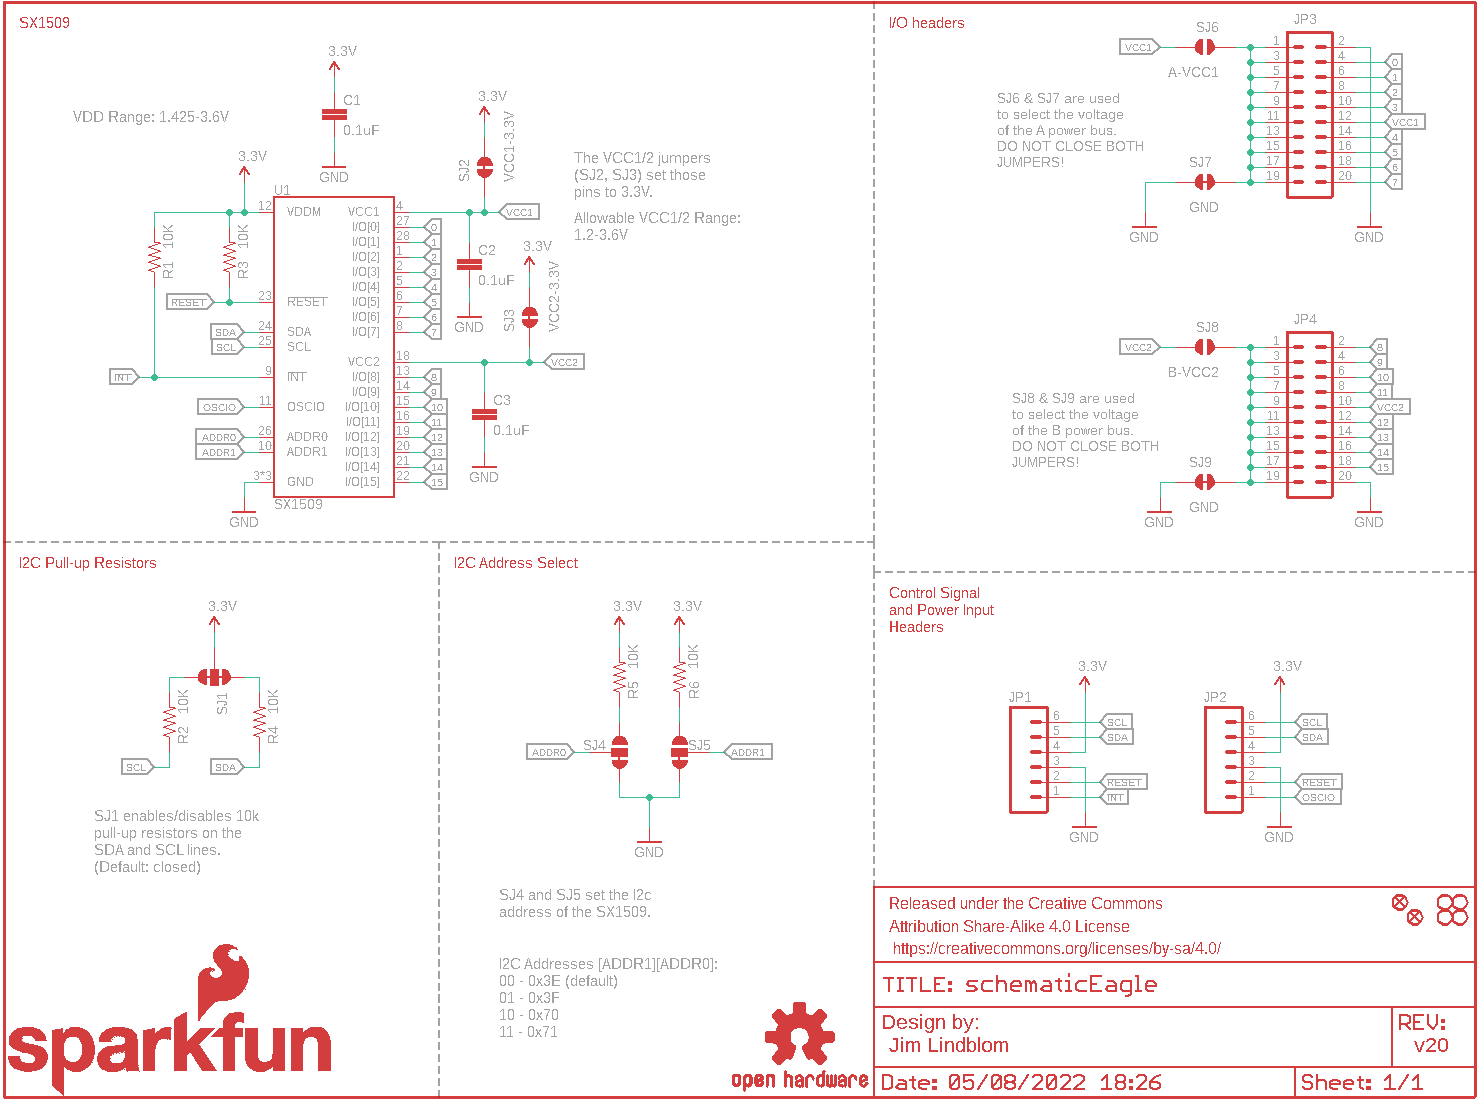 SX1509
3.3V
C1
0.1uF
GND
VDD Range: 1.425-3.6V
3.3V
3.3V
SJ2
VCC1-3.3V
The VCC1/2 jumpers
(SJ2, SJ3) set those
pins to 3.3V.
Allowable VCC1/2 Range:
1.2-3.6V
U1
12 VDDM VCC1 4 VCC1
I/O[0] 27 0
I/O[1] 28 1
I/O[2] 1 2
I/O[3] 2 3
I/O[4] 5 4
RESET 23 RESET I/O[5] 6 5
I/O[6] 7 6
SDA 24 SDA I/O[7] 8 7
SCL 25 SCL
VCC2 18 VCC2
INT 9 INT I/O[8] 13 8
I/O[9] 14 9
OSCIO 11 OSCIO I/O[10] 15 10
I/O[11] 16 11
ADDR0 26 ADDR0 I/O[12] 19 12
ADDR1 10 ADDR1 I/O[13] 20 13
I/O[14] 21 14
3*3 GND I/O[15] 22 15
SX1509
GND
R1
10K
R3
10K
C2
0.1uF
GND
3.3V
SJ3
VCC2-3.3V
C3
0.1uF
GND
I/O headers
SJ6
JP3
VCC1
A-VCC1
1 2
3 4 0
5 6 1
7 8 2
9 10 3
11 12 VCC1
13 14 4
15 16 5
17 18 6
19 20 7
SJ6 & SJ7 are used
to select the voltage
of the A power bus.
DO NOT CLOSE BOTH
JUMPERS!
SJ7
GND
GND
GND
SJ8
JP4
VCC2
B-VCC2
1 2 8
3 4 9
5 6 10
7 8 11
9 10 VCC2
11 12 12
13 14 13
15 16 14
17 18 15
19 20
SJ8 & SJ9 are used
to select the voltage
of the B power bus.
DO NOT CLOSE BOTH
JUMPERS!
SJ9
GND
GND
GND
I2C Pull-up Resistors
3.3V
SJ1
R2
10K
R4
10K
SCL
SDA
SJ1 enables/disables 10k
pull-up resistors on the
SDA and SCL lines.
(Default: closed)
I2C Address Select
3.3V
3.3V
R5
10K
R6
10K
ADDR0
SJ4
SJ5
ADDR1
GND
SJ4 and SJ5 set the I2c
address of the SX1509.
I2C Addresses [ADDR1][ADDR0]:
00 - 0x3E (default)
01 - 0x3F
10 - 0x70
11 - 0x71
Control Signal
and Power Input
Headers
3.3V
JP1
6 SCL
5 SDA
4
3
2 RESET
1 INT
GND
3.3V
JP2
6 SCL
5 SDA
4
3
2 RESET
1 OSCIO
GND
sparkfun
open hardware
Released under the Creative Commons
Attribution Share-Alike 4.0 License
https://creativecommons.org/licenses/by-sa/4.0/
TITLE: schematicEagle
Design by:
Jim Lindblom
REV:
v20
Date: 05/08/2022 18:26
Sheet: 1/1